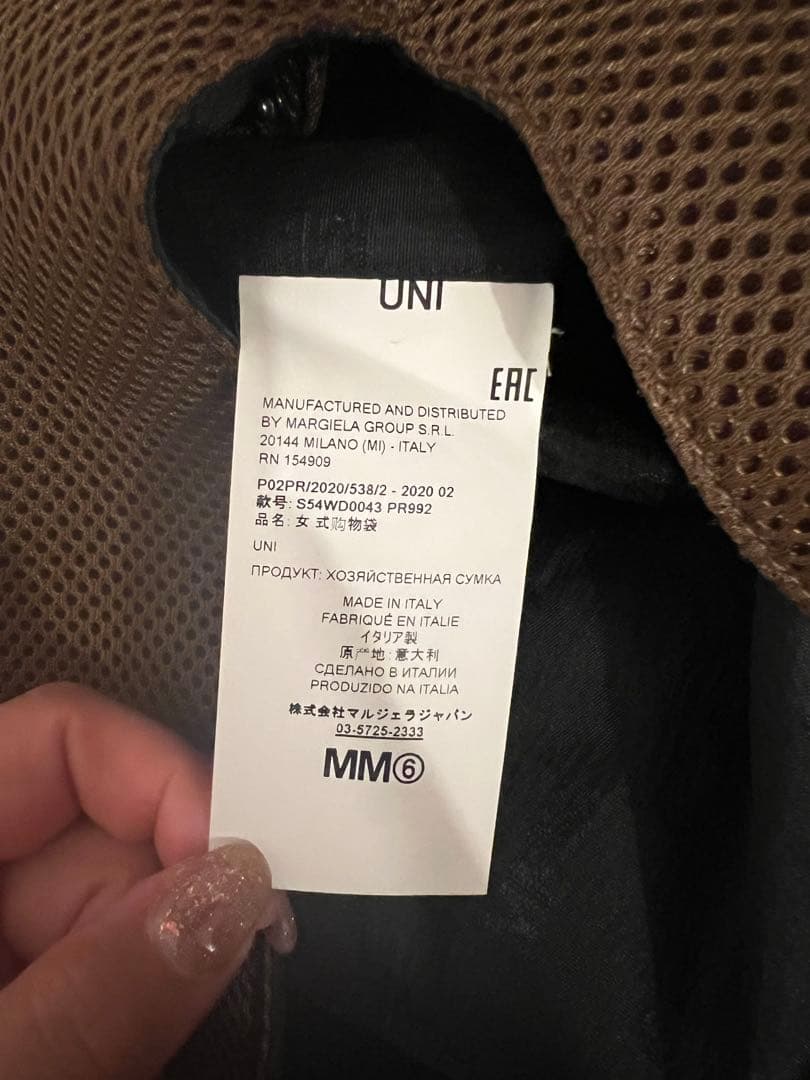 UNI
EAC
MANUFACTURED AND DISTRIBUTED
BY MARGIELA GROUP S.R.L.
20144 MILANO (MI) - ITALY
RN 154909
P02PR/2020/538/2 - 2020 02
款号: S54WD0043 PR992
品名: 女式购物袋
UNI
ПРОДУКТ: ХОЗЯЙСТВЕННАЯ СУМКА
MADE IN ITALY
FABRIQUÉ EN ITALIE
イタリア製
原产地: 意大利
СДЕЛАНО В ИТАЛИИ
PRODUZIDO NA ITALIA
株式会社マルジェラジャパン
03-5725-2333
MM⑥